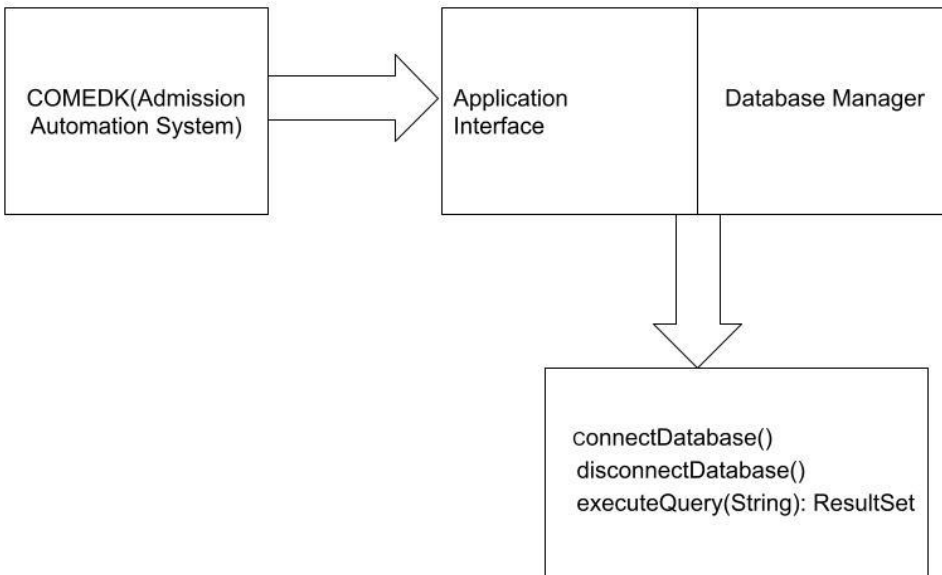 COMEDK(Admission
Automation System)
Application
Interface
Database Manager
connectDatabase()
disconnectDatabase()
executeQuery(String): ResultSet